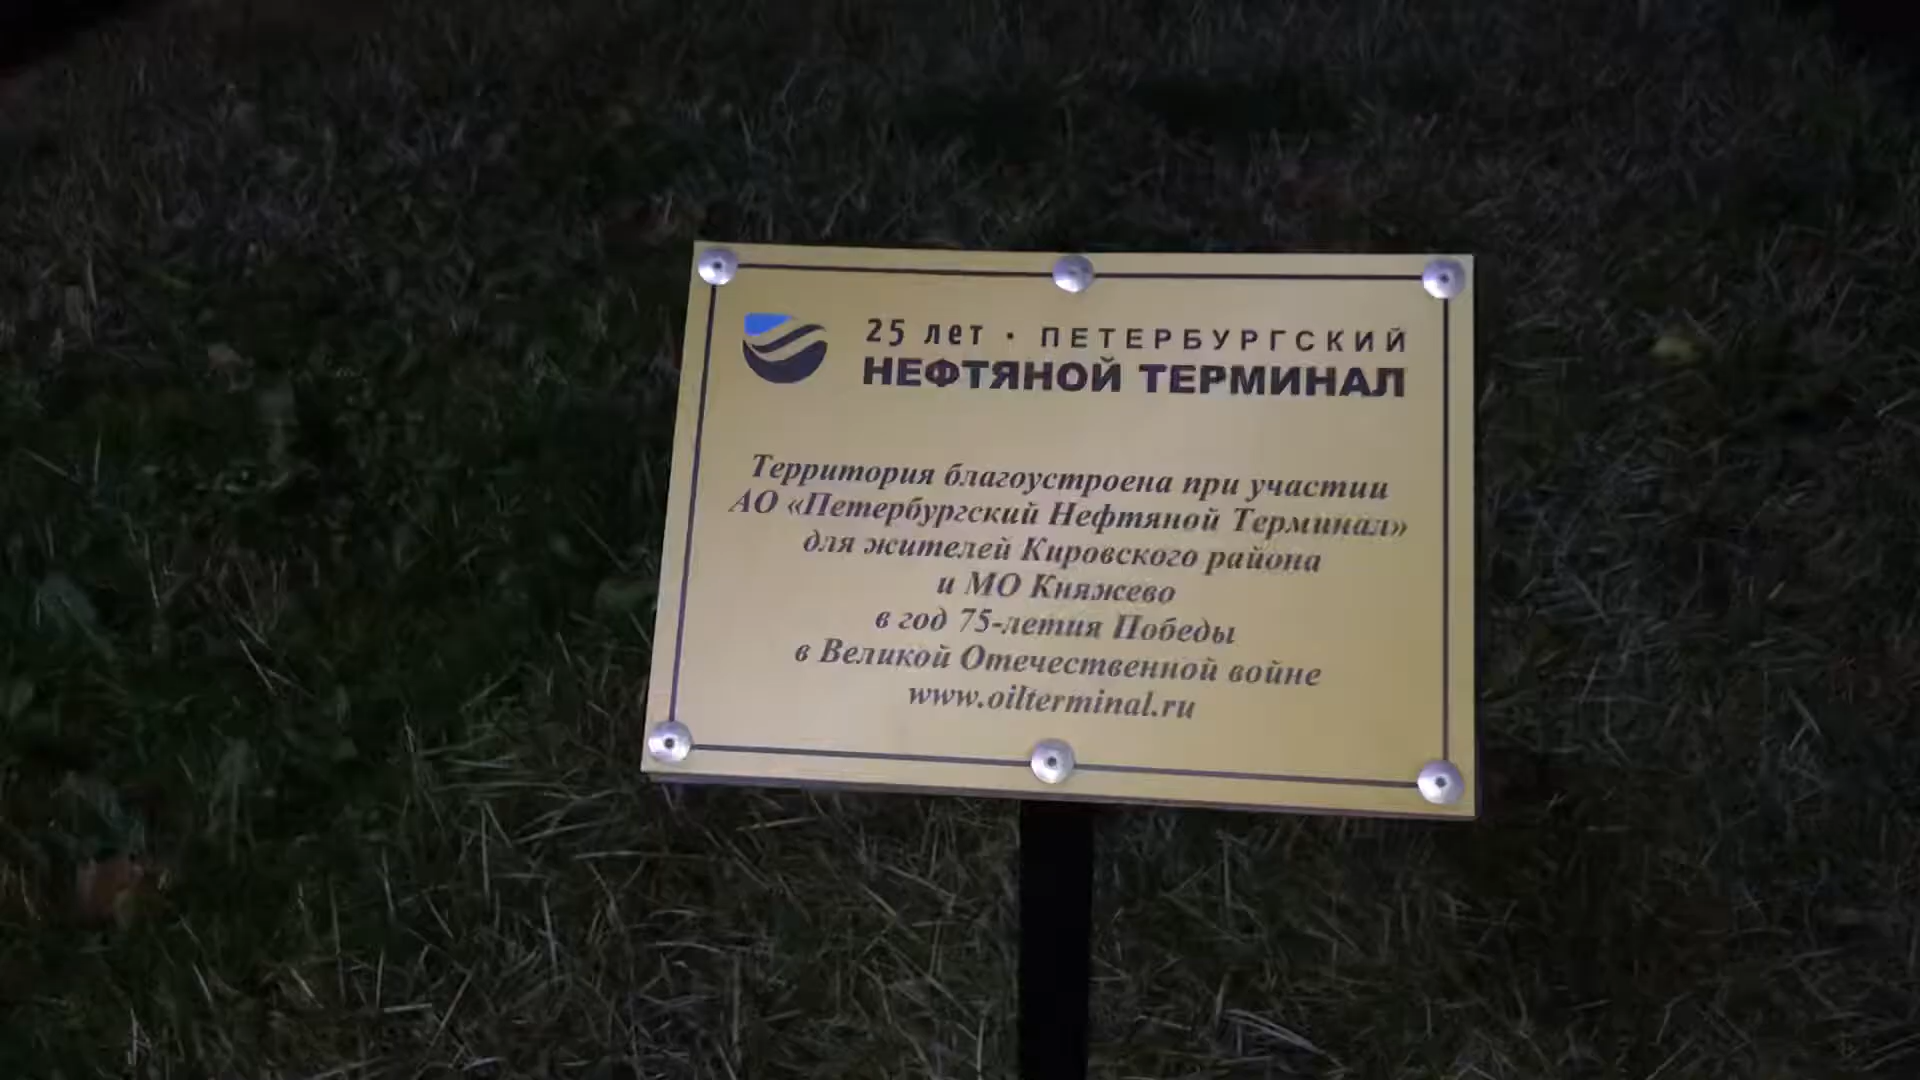 25 лет · ПЕТЕРБУРГСКИЙ
НЕФТЯНОЙ ТЕРМИНАЛ
Территория благоустроена при участии
АО «Петербургский Нефтяной Терминал»
для жителей Кировского района
и МО Княжево
в год 75-летия Победы
в Великой Отечественной войне
www.oilterminal.ru